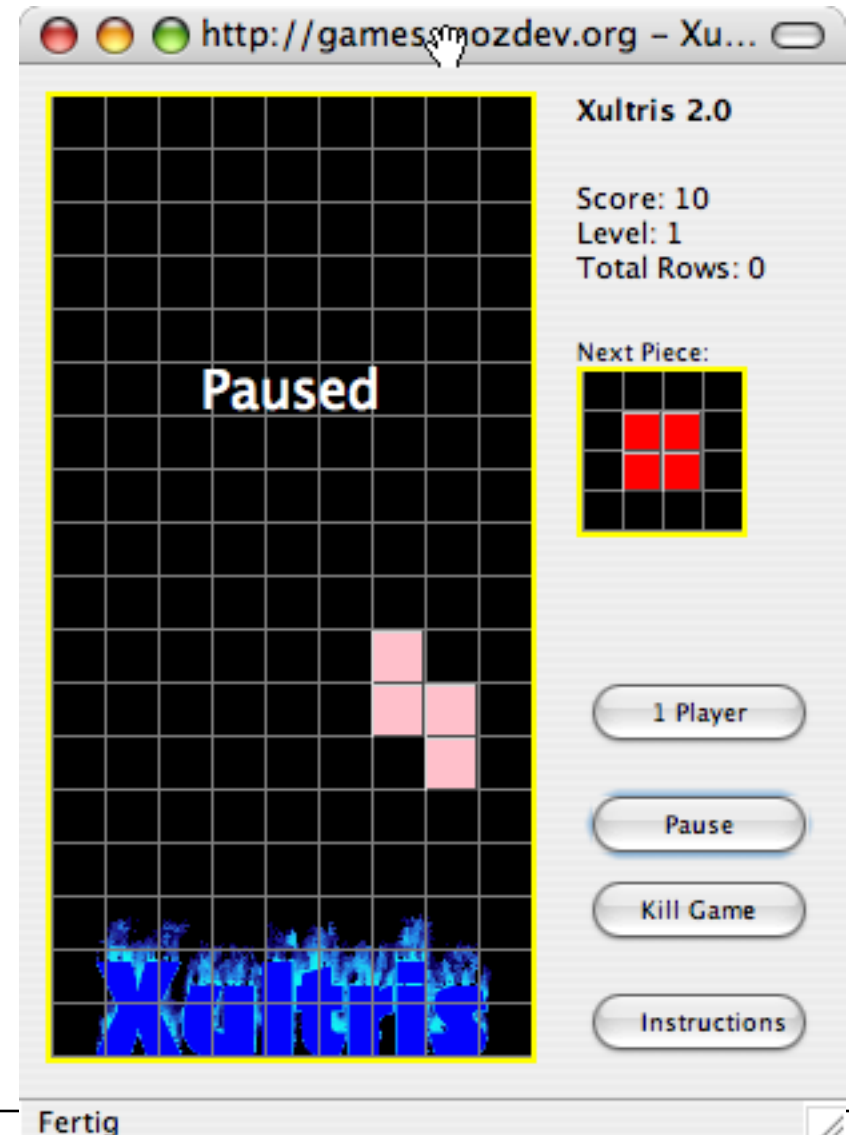 http://games.mozdev.org – Xu...
Xultris 2.0
Score: 10
Level: 1
Total Rows: 0
Next Piece:
Paused
1 Player
Pause
Kill Game
Xultris
Instructions
Fertig